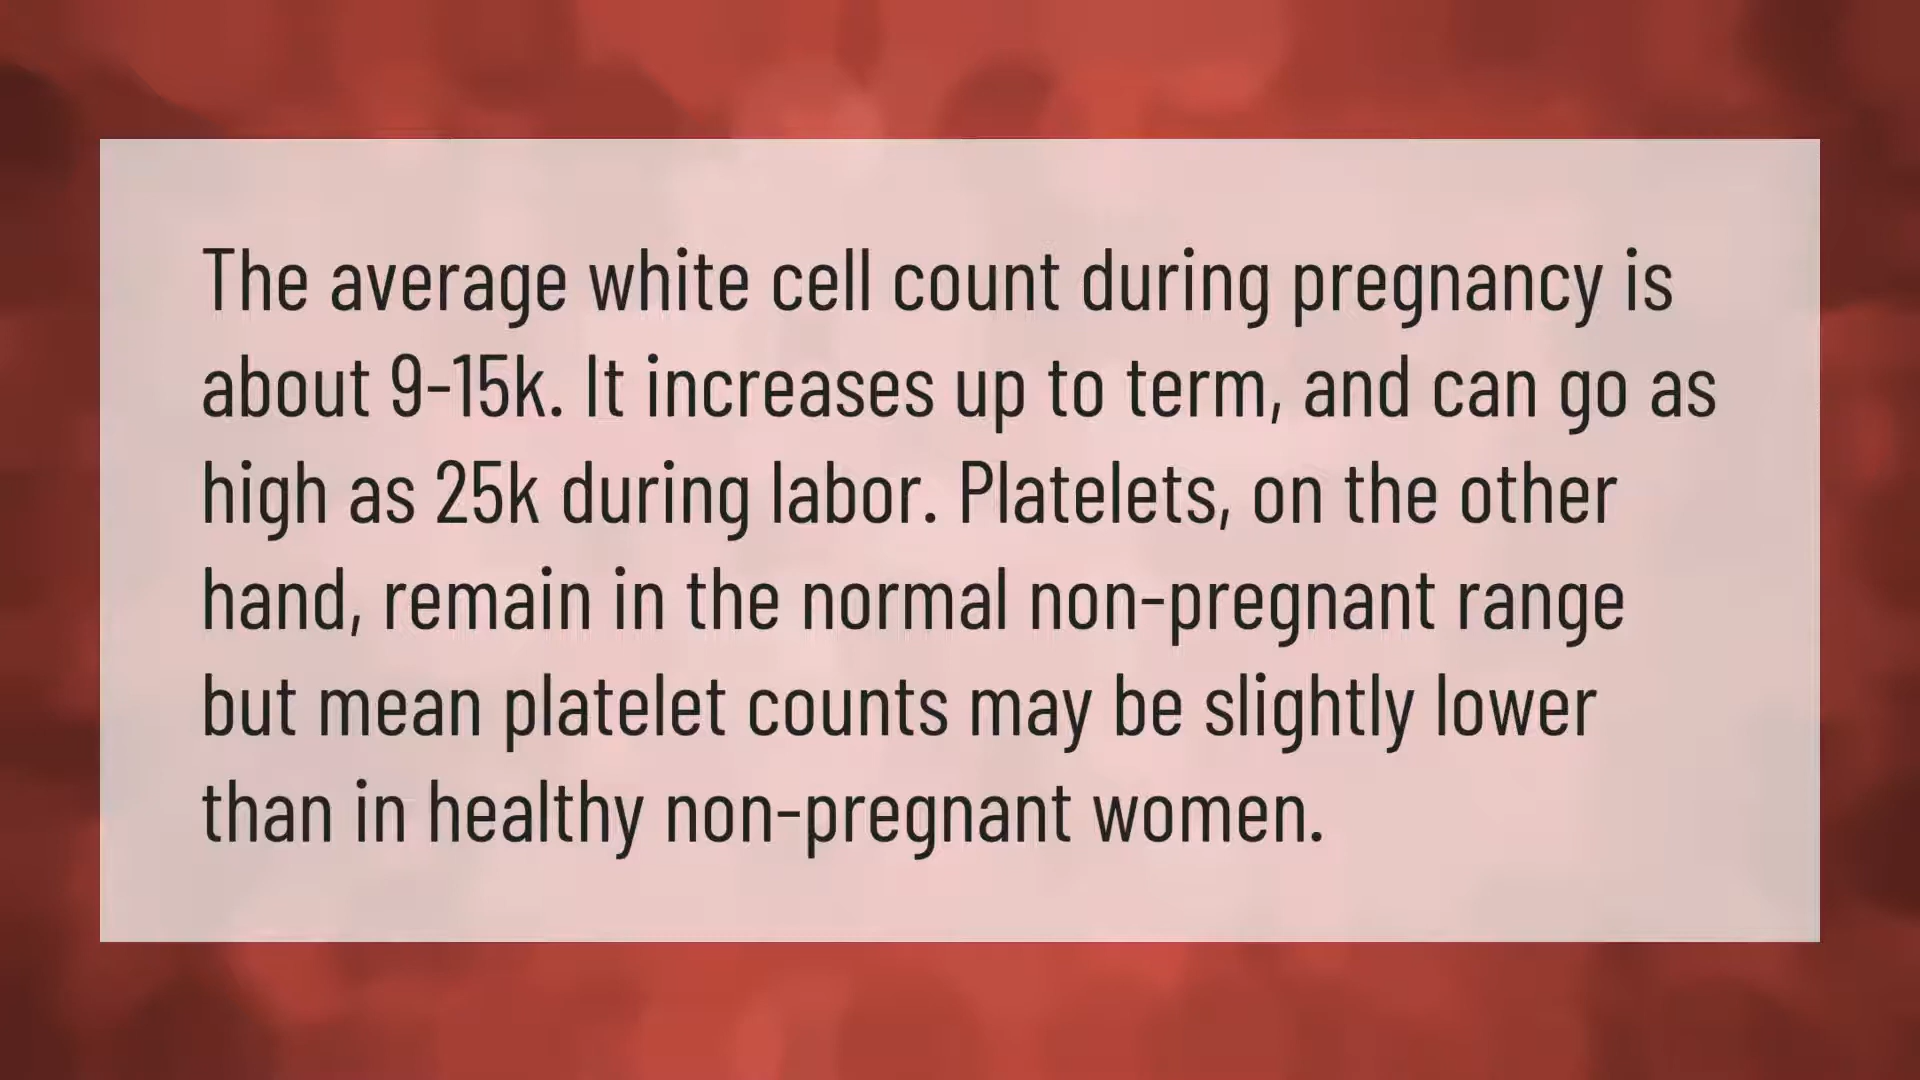 The average white cell count during pregnancy is
about 9-15k. It increases up to term, and can go as
high as 25k during labor. Platelets, on the other
hand, remain in the normal non-pregnant range
but mean platelet counts may be slightly lower
than in healthy non-pregnant women.